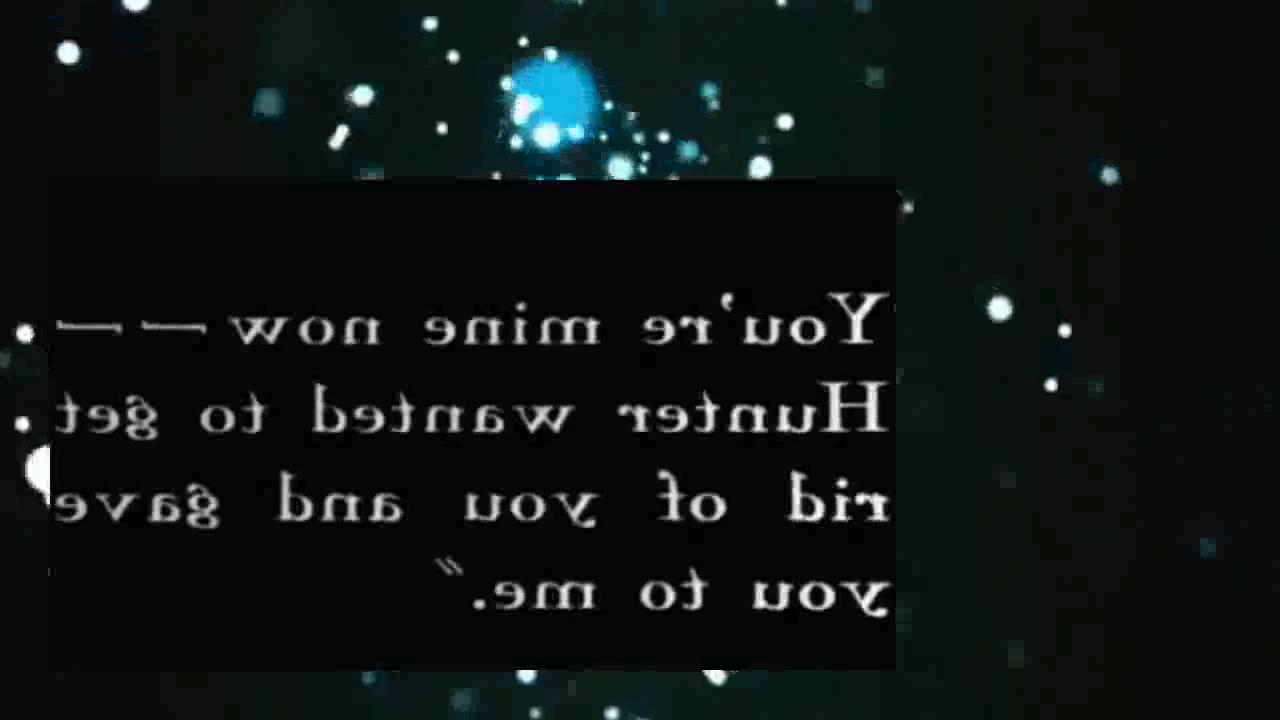 You're mine now — —
Hunter wanted to get
rid of you and gave
you to me."